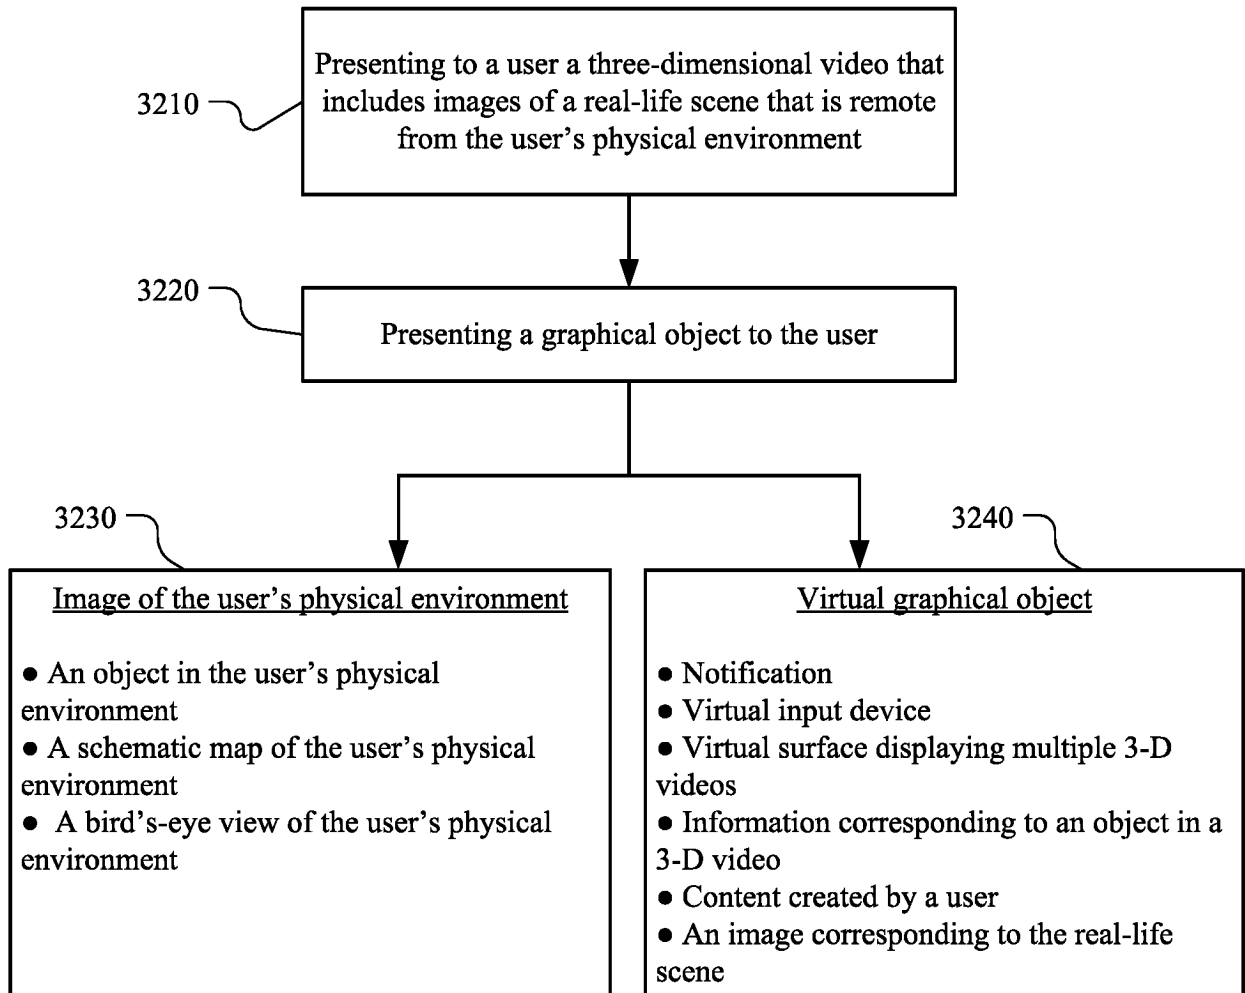 3210
Presenting to a user a three-dimensional video that
includes images of a real-life scene that is remote
from the user’s physical environment
3220
Presenting a graphical object to the user
3230
Image of the user’s physical environment
● An object in the user’s physical
environment
● A schematic map of the user’s physical
environment
● A bird’s-eye view of the user’s physical
environment
3240
Virtual graphical object
● Notification
● Virtual input device
● Virtual surface displaying multiple 3-D
videos
● Information corresponding to an object in a
3-D video
● Content created by a user
● An image corresponding to the real-life
scene